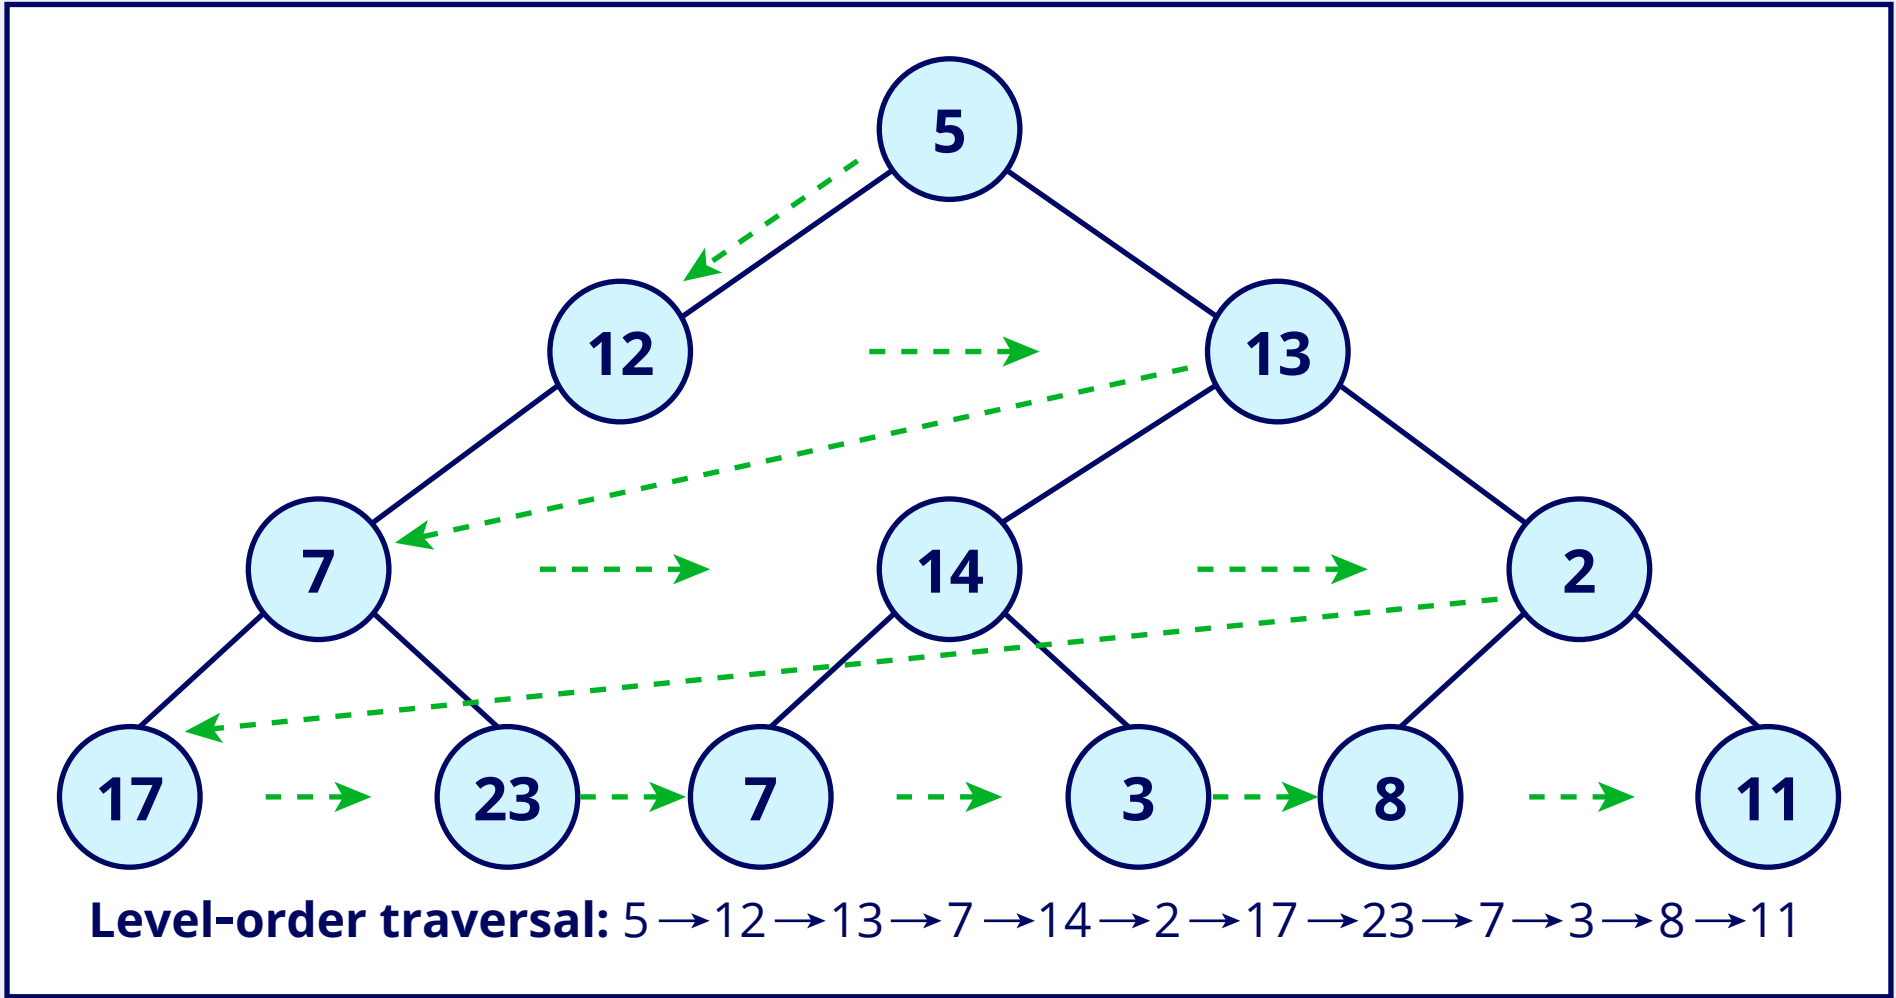 5
12 13
7 14 2
17 23 7 3 8 11
Level-order traversal: 5 → 12 → 13 → 7 → 14 → 2 → 17 → 23 → 7 → 3 → 8 → 11